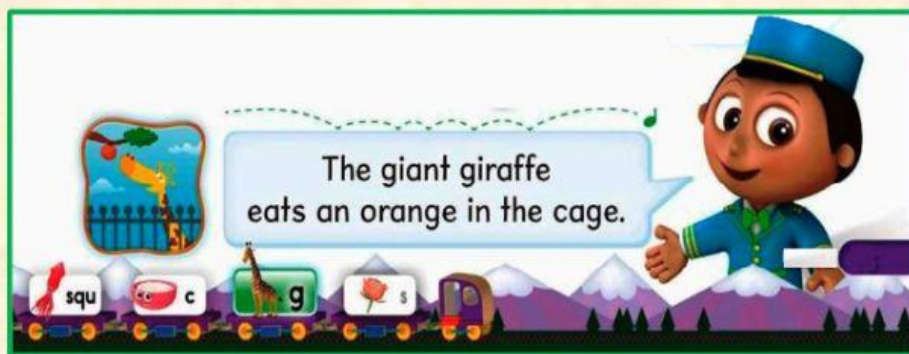 The giant giraffe
eats an orange in the cage.
squ c g s